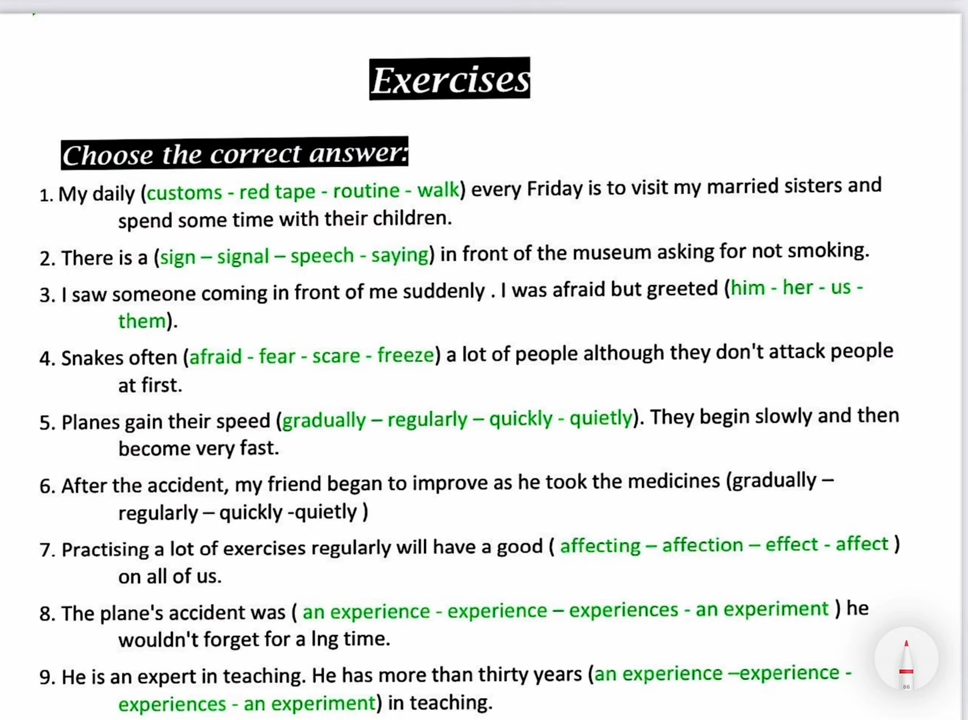 Exercises
Choose the correct answer:
1. My daily (customs - red tape - routine - walk) every Friday is to visit my married sisters and
spend some time with their children.
2. There is a (sign – signal – speech - saying) in front of the museum asking for not smoking.
3. I saw someone coming in front of me suddenly . I was afraid but greeted (him - her - us -
them).
4. Snakes often (afraid - fear - scare - freeze) a lot of people although they don't attack people
at first.
5. Planes gain their speed (gradually – regularly – quickly - quietly). They begin slowly and then
become very fast.
6. After the accident, my friend began to improve as he took the medicines (gradually –
regularly – quickly -quietly )
7. Practising a lot of exercises regularly will have a good ( affecting – affection – effect - affect )
on all of us.
8. The plane's accident was ( an experience - experience – experiences - an experiment ) he
wouldn't forget for a lng time.
9. He is an expert in teaching. He has more than thirty years (an experience –experience -
experiences - an experiment) in teaching.